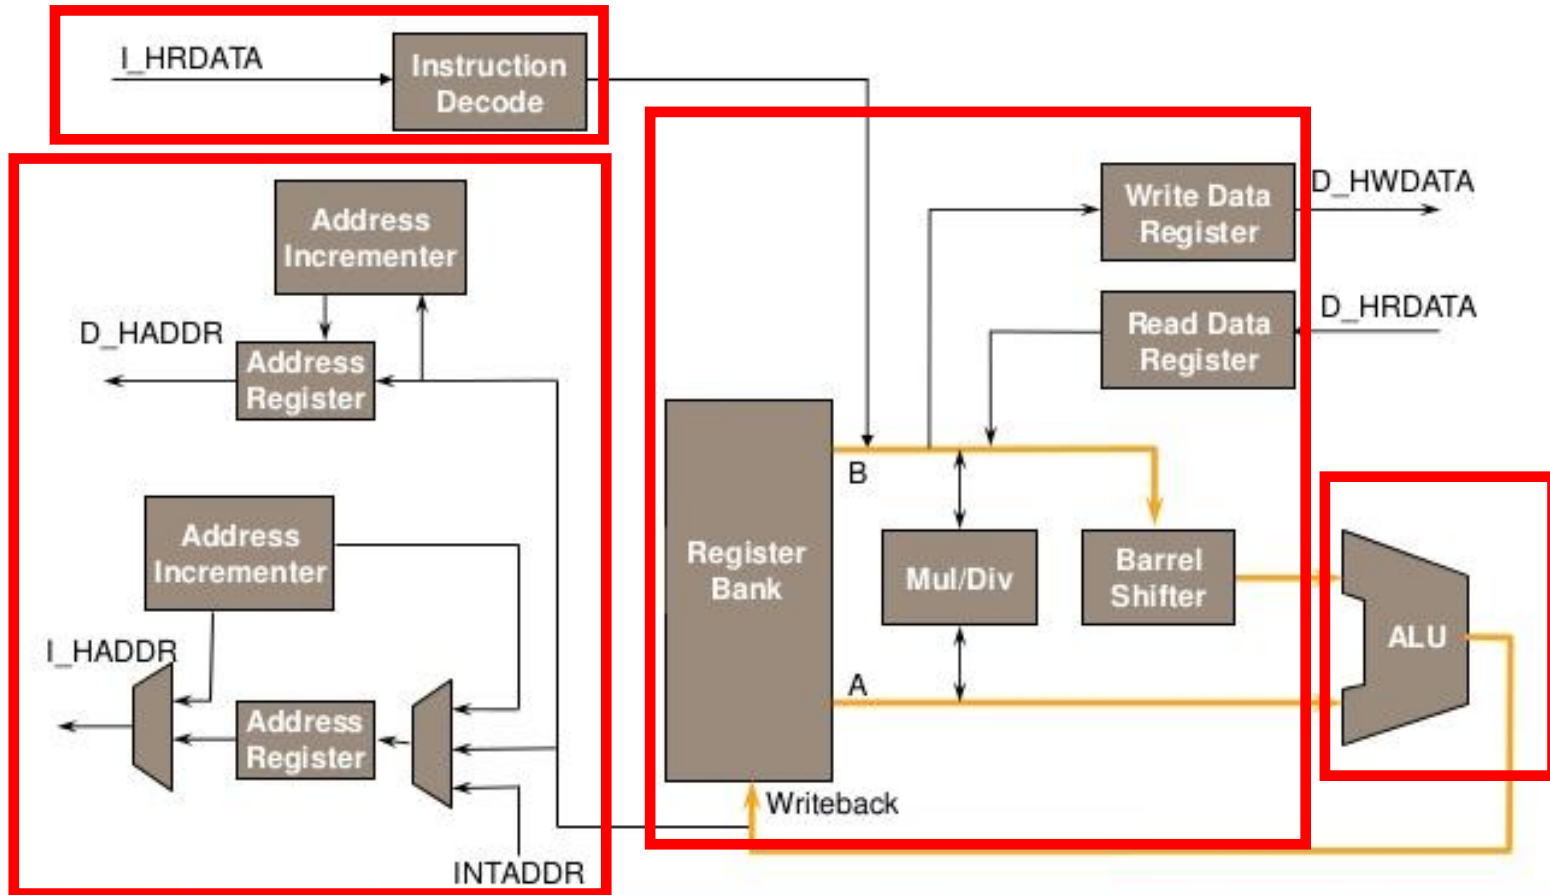 I_HRDATA
Instruction
Decode
Address
Incrementer
Write Data
Register
D_HWDATA
D_HADDR
Address
Register
Read Data
Register
D_HRDATA
B
Address
Incrementer
Register
Bank
Mul/Div
Barrel
Shifter
ALU
I_HADDR
Address
Register
A
Writeback
INTADDR